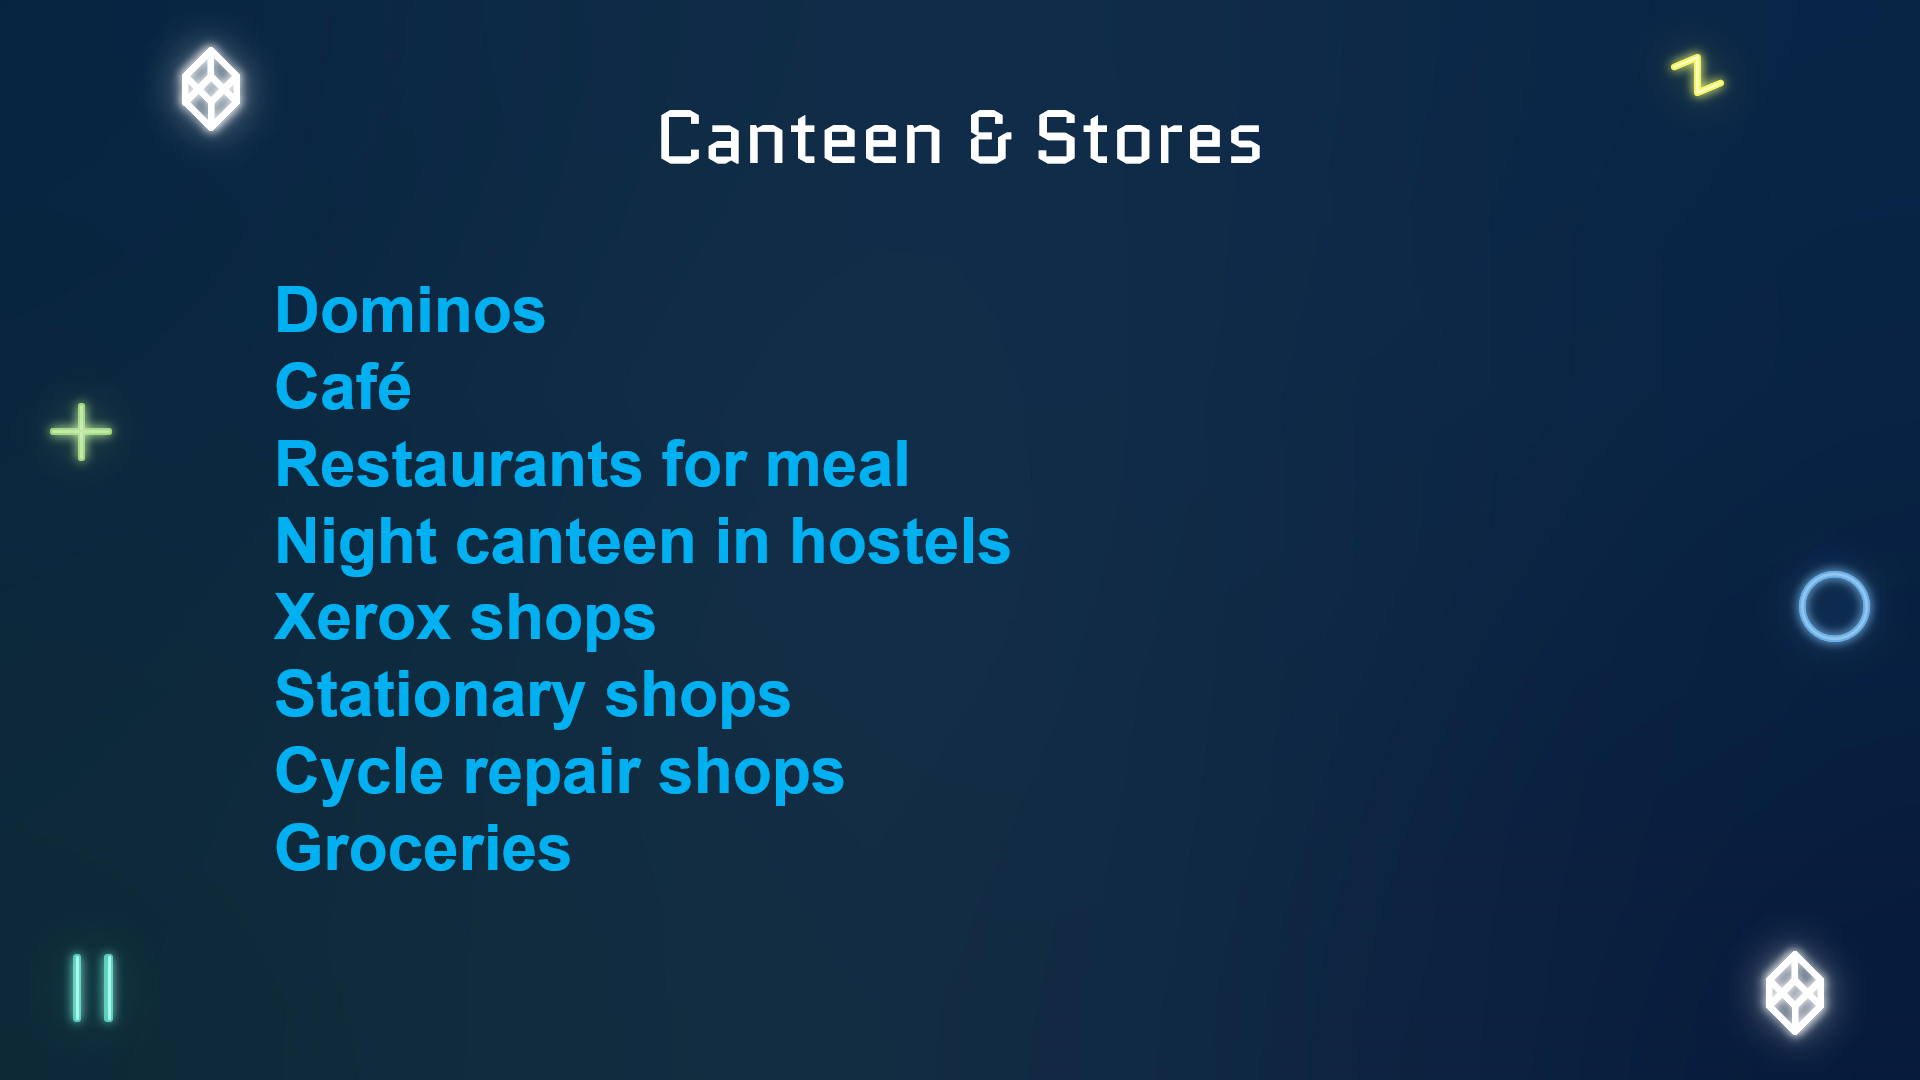 Canteen & Stores
Dominos
Café
Restaurants for meal
Night canteen in hostels
Xerox shops
Stationary shops
Cycle repair shops
Groceries